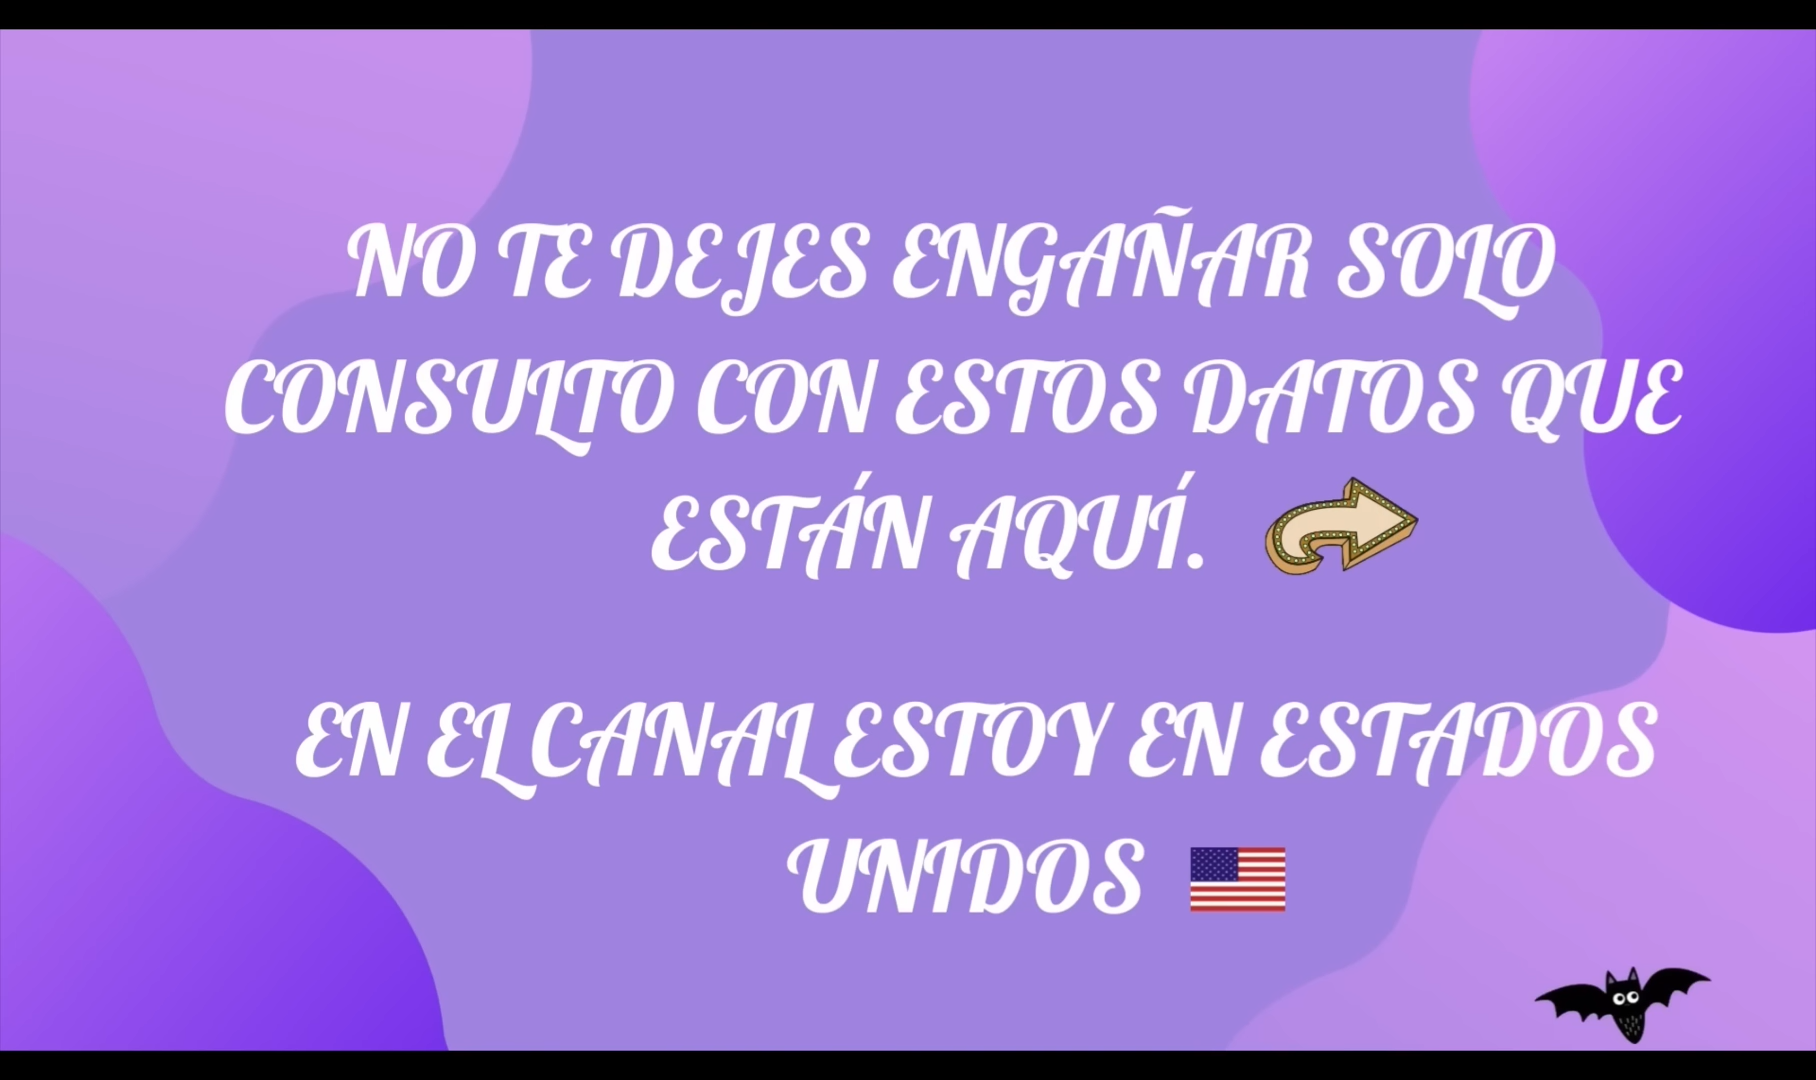 NO TE DEJES ENGAÑAR SOLO
CONSULTO CON ESTOS DATOS QUE
ESTÁN AQUÍ.
EN EL CANAL ESTOY EN ESTADOS
UNIDOS